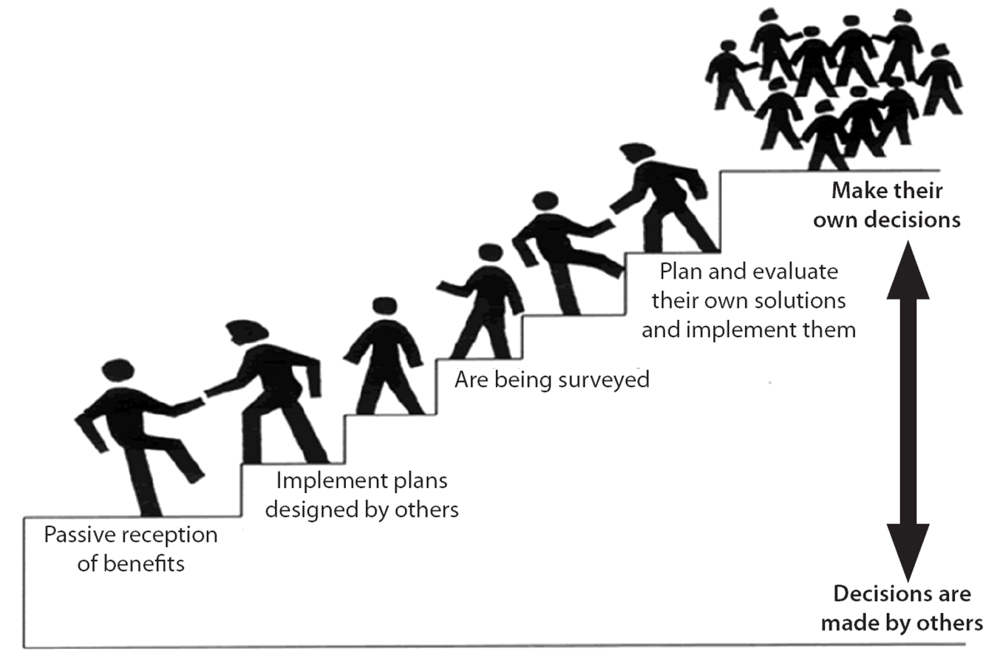 Make their
own decisions
Plan and evaluate
their own solutions
and implement them
Are being surveyed
Implement plans
designed by others
Passive reception
of benefits
Decisions are
made by others